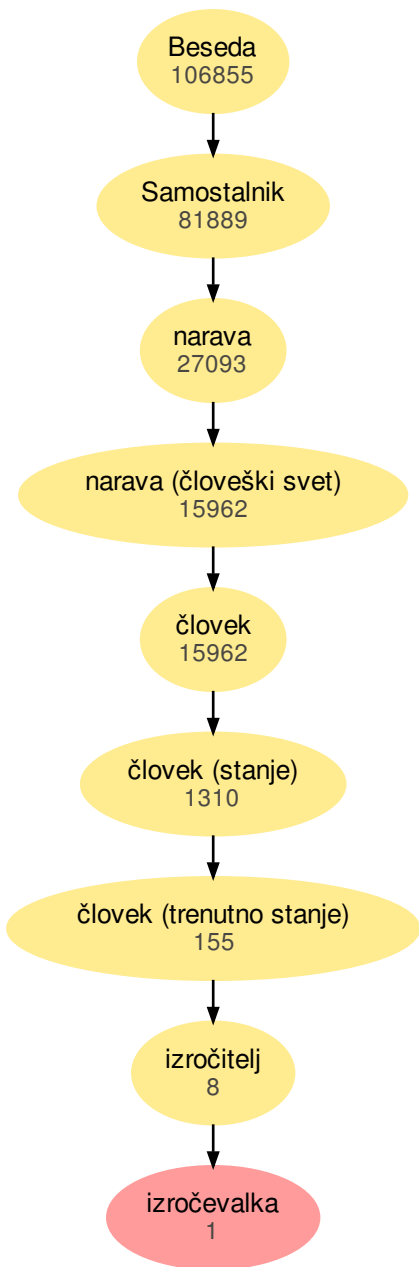 Beseda
106855
Samostalnik
81889
narava
27093
narava (človeški svet)
15962
človek
15962
človek (stanje)
1310
človek (trenutno stanje)
155
izročitelj
8
izročevalka
1